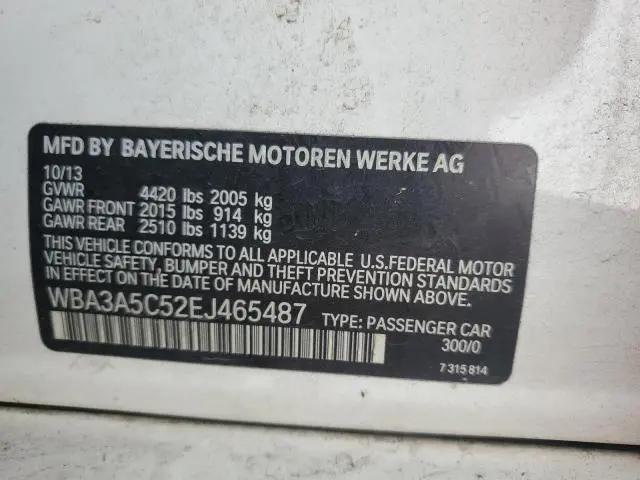 MFD BY BAYERISCHE MOTOREN WERKE AG
10/13
GVWR 4420 lbs 2005 kg
GAWR FRONT 2015 lbs 914 kg
GAWR REAR 2510 lbs 1139 kg
THIS VEHICLE CONFORMS TO ALL APPLICABLE U.S.FEDERAL MOTOR
VEHICLE SAFETY, BUMPER, AND THEFT PREVENTION STANDARDS
IN EFFECT ON THE DATE OF MANUFACTURE SHOWN ABOVE.
WBA3A5C52EJ465487 TYPE: PASSENGER CAR
300/0
7 315 814